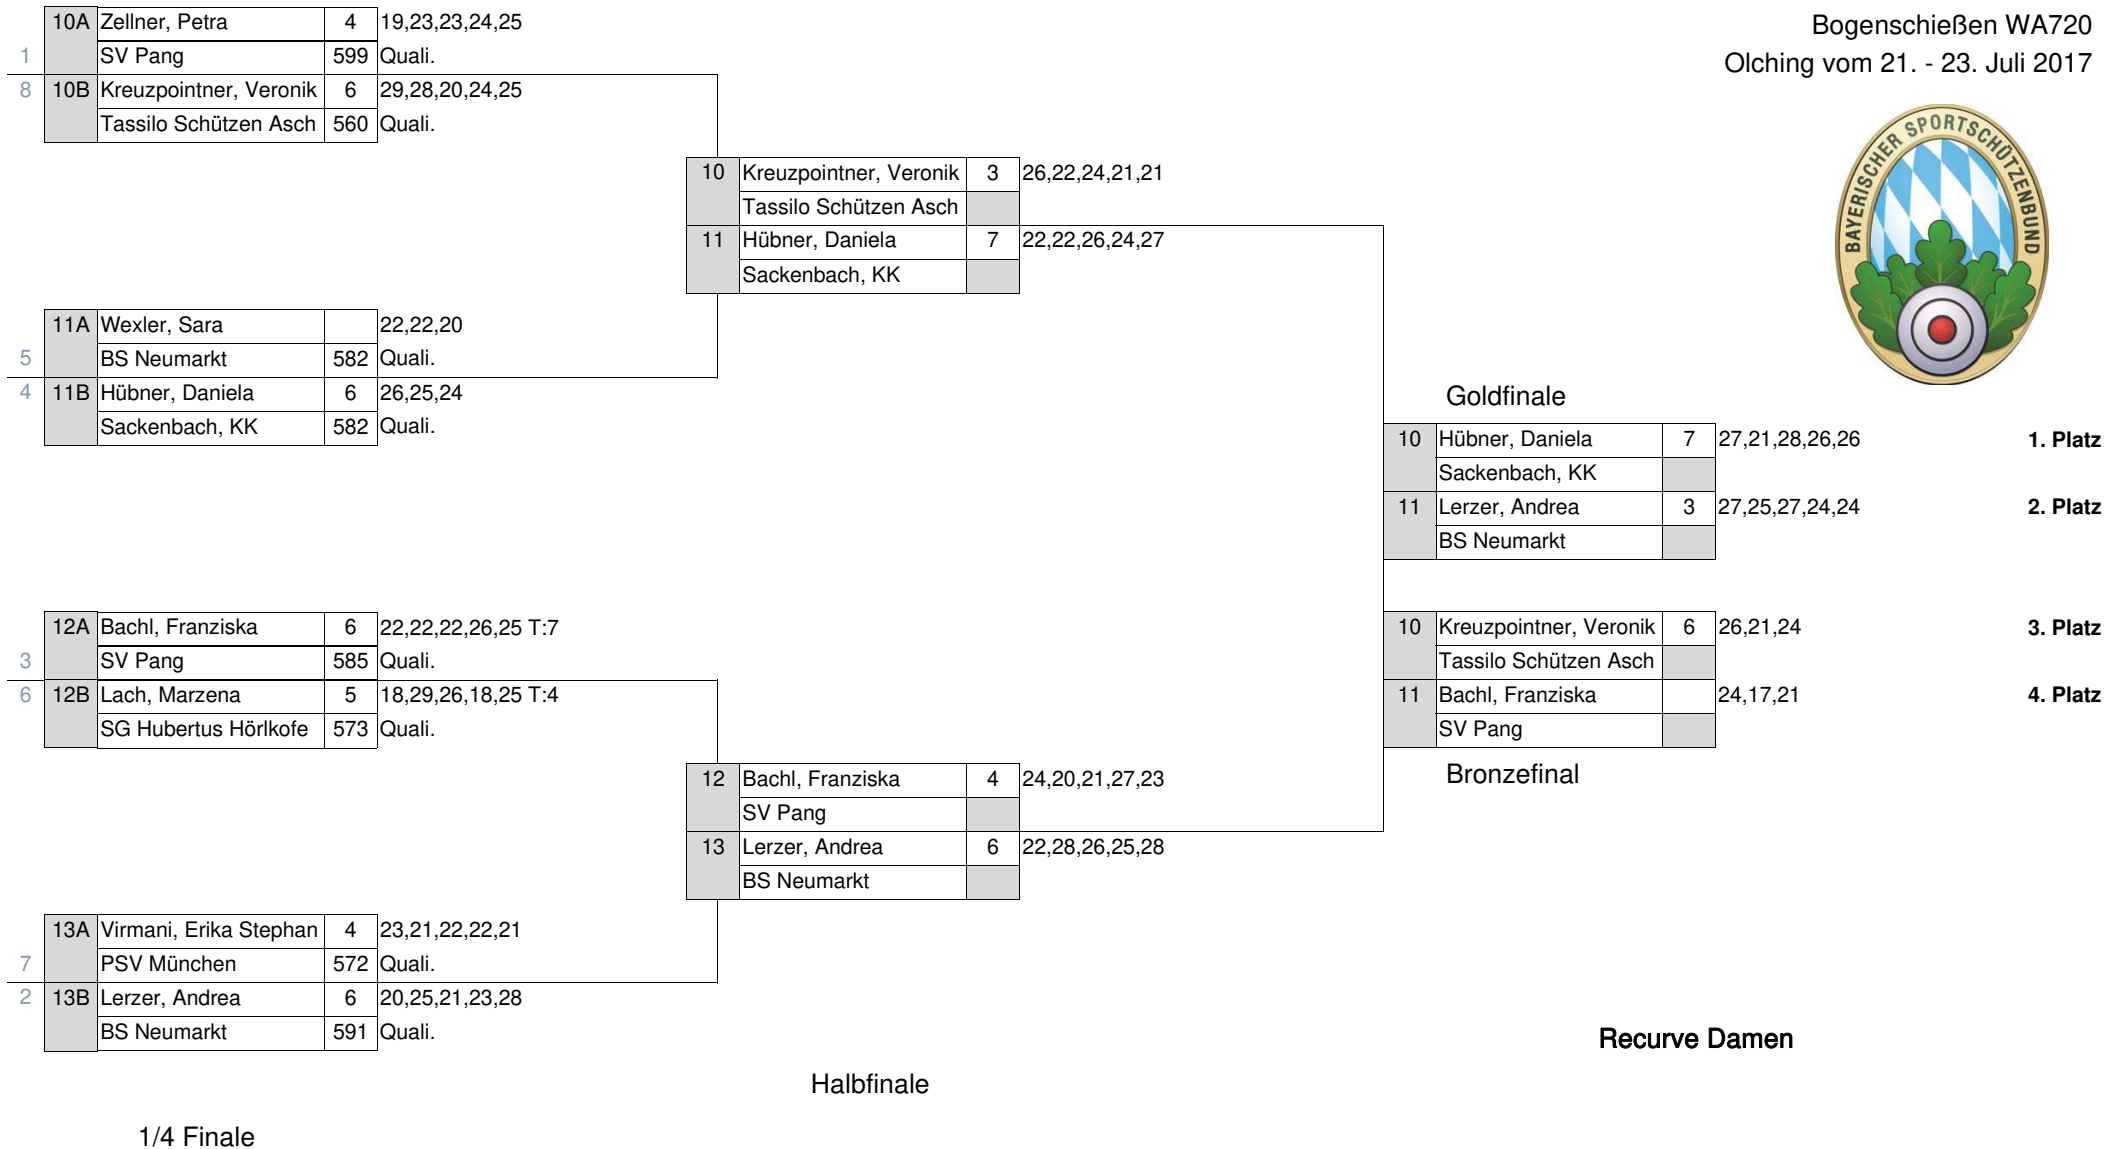 Bogenschießen WA720
Olching vom 21. - 23. Juli 2017
BAYERISCHER SPORTSCHÜTZENBUND
10A Zellner, Petra 4 19,23,23,24,25
1 SV Pang 599 Quali.
8 10B Kreuzpointner, Veronik 6 29,28,20,24,25
Tassilo Schützen Asch 560 Quali.
11A Wexler, Sara 22,22,20
5 BS Neumarkt 582 Quali.
4 11B Hübner, Daniela 6 26,25,24
Sackenbach, KK 582 Quali.
12A Bachl, Franziska 6 22,22,22,26,25 T:7
3 SV Pang 585 Quali.
6 12B Lach, Marzena 5 18,29,26,18,25 T:4
SG Hubertus Hörlkofe 573 Quali.
13A Virmani, Erika Stephan 4 23,21,22,22,21
7 PSV München 572 Quali.
2 13B Lerzer, Andrea 6 20,25,21,23,28
BS Neumarkt 591 Quali.
1/4 Finale
10 Kreuzpointner, Veronik 3 26,22,24,21,21
Tassilo Schützen Asch
11 Hübner, Daniela 7 22,22,26,24,27
Sackenbach, KK
12 Bachl, Franziska 4 24,20,21,27,23
SV Pang
13 Lerzer, Andrea 6 22,28,26,25,28
BS Neumarkt
Halbfinale
Goldfinale
10 Hübner, Daniela 7 27,21,28,26,26 1. Platz
Sackenbach, KK
11 Lerzer, Andrea 3 27,25,27,24,24 2. Platz
BS Neumarkt
10 Kreuzpointner, Veronik 6 26,21,24 3. Platz
Tassilo Schützen Asch
11 Bachl, Franziska 24,17,21 4. Platz
SV Pang
Bronzefinal
Recurve Damen